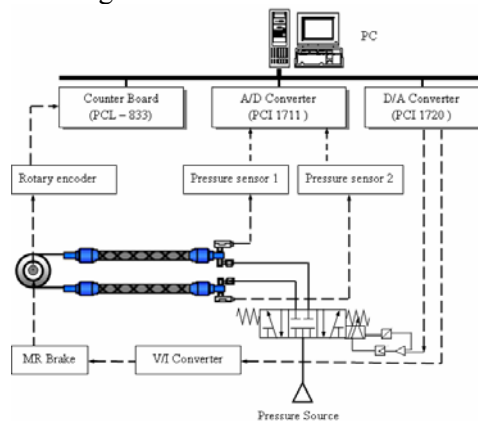 PC
Counter Board
(PCL – 833)
A/D Converter
(PCI 1711 )
D/A Converter
(PCI 1720 )
Rotary encoder
Pressure sensor 1
Pressure sensor 2
MR Brake
V/I Converter
Pressure Source